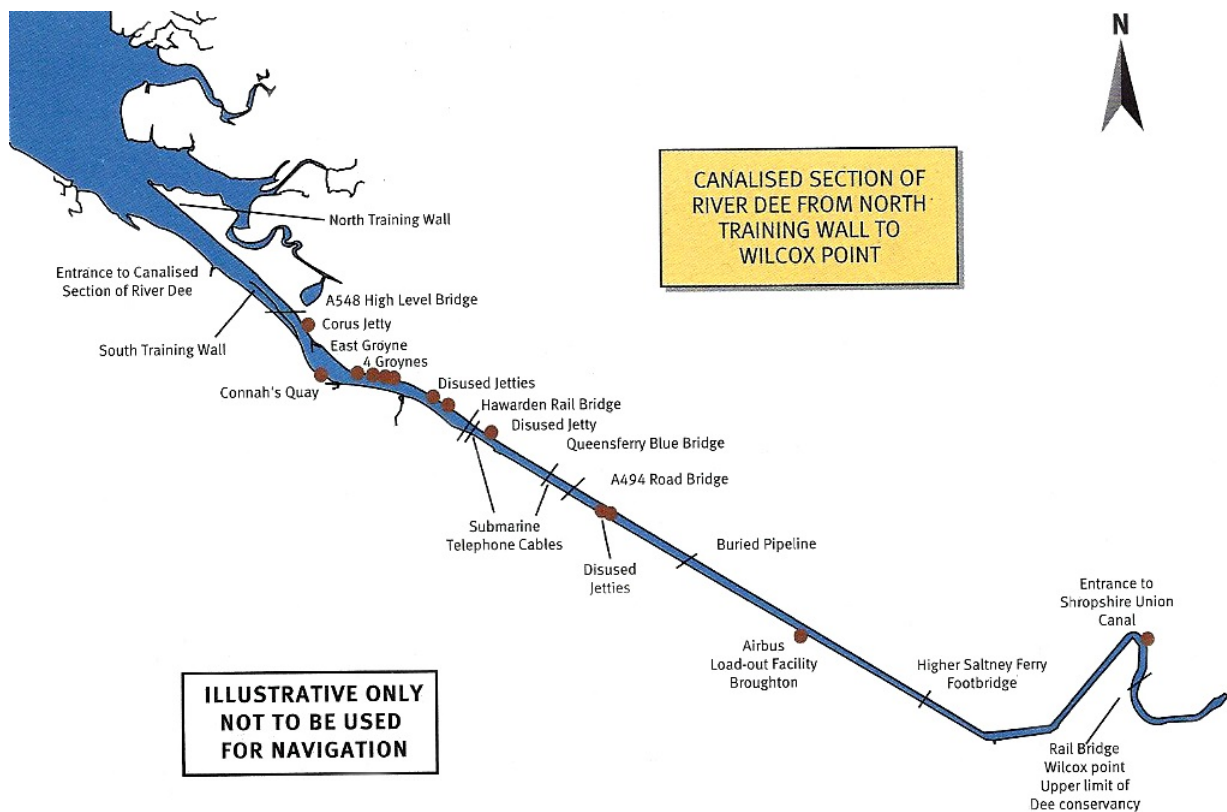 N
CANALISED SECTION OF
RIVER DEE FROM NORTH
TRAINING WALL TO
WILCOX POINT
North Training Wall
Entrance to Canalised
Section of River Dee
A548 High Level Bridge
Corus Jetty
South Training Wall
East Groyne
4 Groynes
Connah's Quay
Disused Jetties
Hawarden Rail Bridge
Disused Jetty
Queensferry Blue Bridge
A494 Road Bridge
Submarine
Telephone Cables
Buried Pipeline
Disused
Jetties
Entrance to
Shropshire Union
Canal
Airbus
Load-out Facility
Broughton
Higher Saltney Ferry
Footbridge
ILLUSTRATIVE ONLY
NOT TO BE USED
FOR NAVIGATION
Rail Bridge
Wilcox point
Upper limit of
Dee conservancy